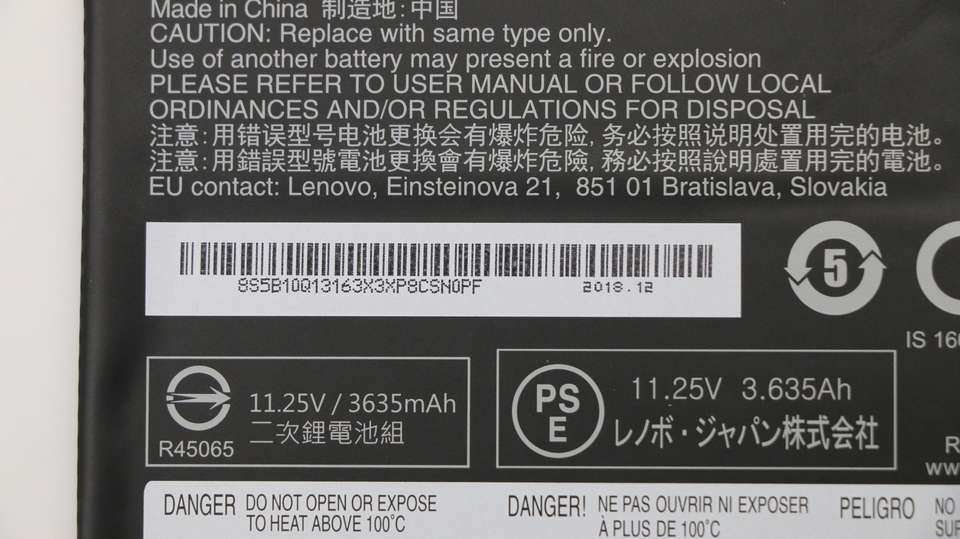 Made in China 制造地:中国
CAUTION: Replace with same type only.
Use of another battery may present a fire or explosion
PLEASE REFER TO USER MANUAL OR FOLLOW LOCAL
ORDINANCES AND/OR REGULATIONS FOR DISPOSAL
注意:用错误型号电池更换会有爆炸危险,务必按照说明处置用完的电池。
注意:用錯誤型號電池更換會有爆炸危險,務必按照說明處置用完的電池。
EU contact: Lenovo, Einsteinova 21, 851 01 Bratislava, Slovakia
8S5B10Q13163X3XP8CSN0PF 2018.12
5
IS 160
R45065
11.25V / 3635mAh
二次鋰電池組
PS
E
11.25V 3.635Ah
レノボ・ジャパン株式会社
R
www
DANGER DO NOT OPEN OR EXPOSE
TO HEAT ABOVE 100°C
DANGER! NE PAS OUVRIR NI EXPOSER
À PLUS DE 100°C
PELIGRO NO
SUP